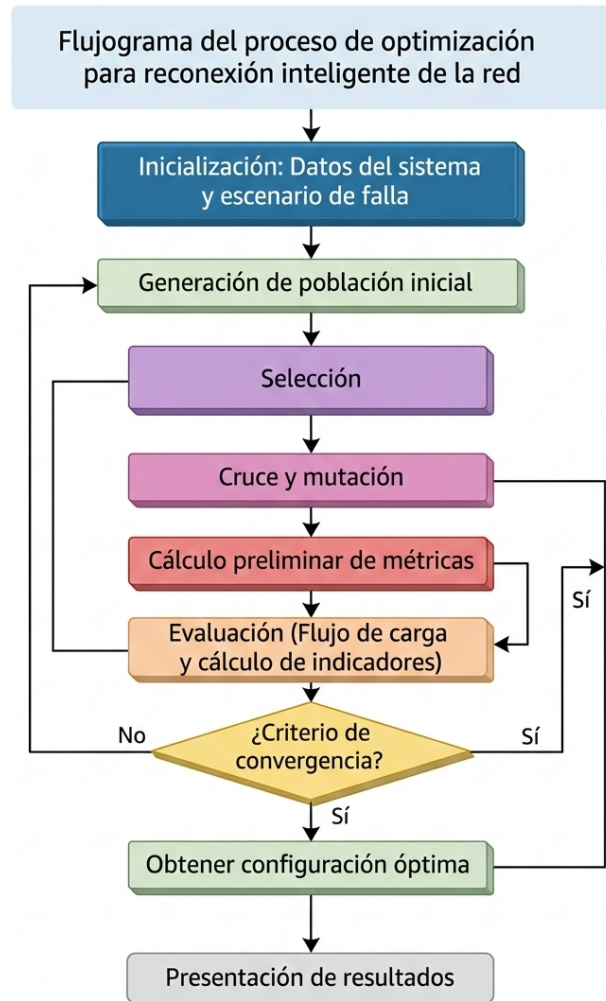 Flujograma del proceso de optimización
para reconexión inteligente de la red
Inicialización: Datos del sistema
y escenario de falla
Generación de población inicial
Selección
Cruce y mutación
Cálculo preliminar de métricas
Sí
Evaluación (Flujo de carga
y cálculo de indicadores)
No
¿Criterio de
convergencia?
Sí
Sí
Obtener configuración óptima
Presentación de resultados